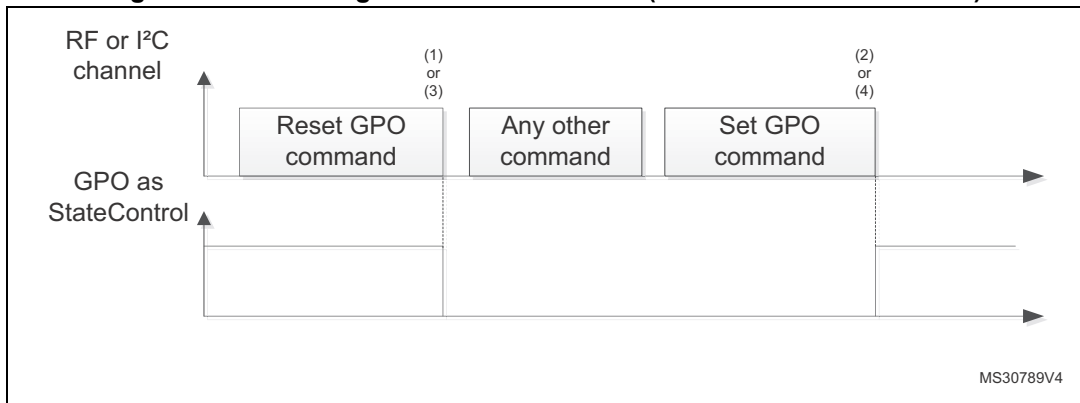 RF or I²C
channel
(1)
or
(3)
(2)
or
(4)
Reset GPO
command
Any other
command
Set GPO
command
GPO as
StateControl
MS30789V4